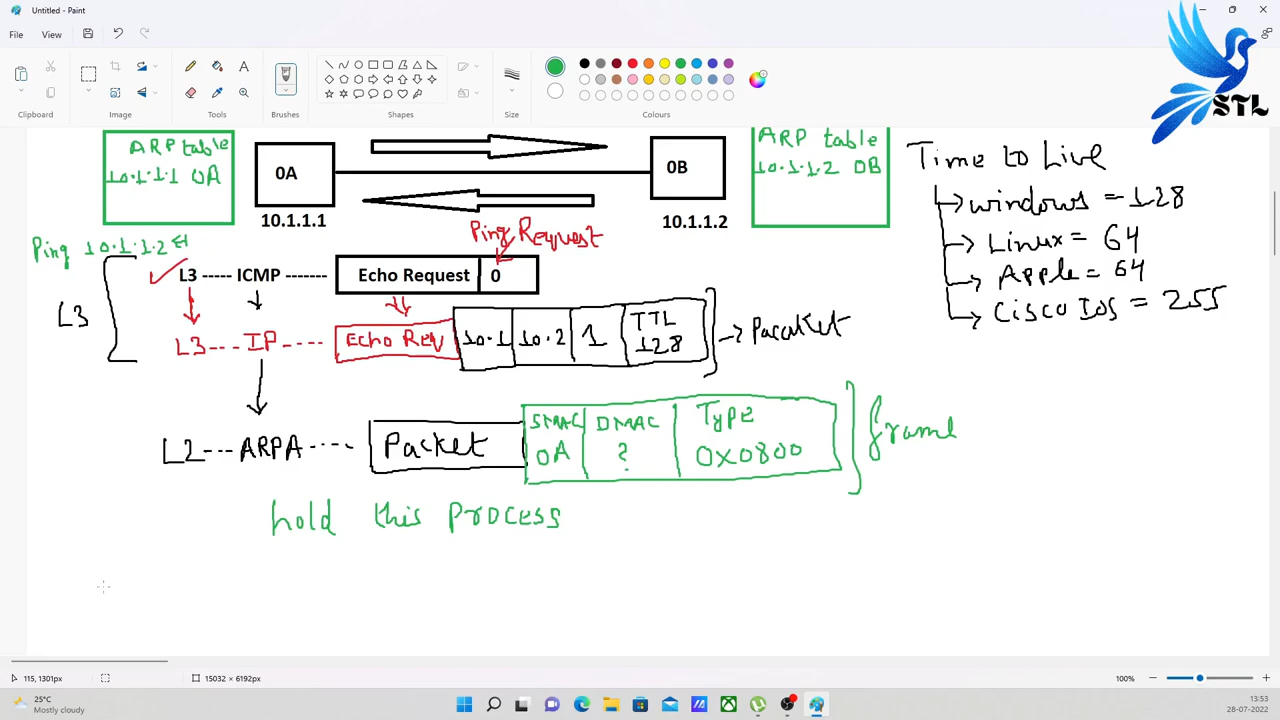 Untitled - Paint
File View
Clipboard Image Tools Brushes Shapes Size Colours
STL
ARP table
10.1.1.1 0A
0A
10.1.1.1
0B
10.1.1.2
ARP table
10.1.1.2 0B
Time to Live
windows = 128
Linux = 64
Apple = 64
Cisco IOS = 255
Ping 10.1.1.2
Ping Request
L3
L3 ----- ICMP ------- Echo Request 0
L3--- IP ---- Echo Req 10.1 10.2 1 TTL 128 Pacatket
L2---ARPA---- Packet
SMAC DMAC Type
0A ? 0X0800
frame
hold this process
115, 1301px
15032 × 6192px
100%
25°C
Mostly cloudy
13:53
28-07-2022